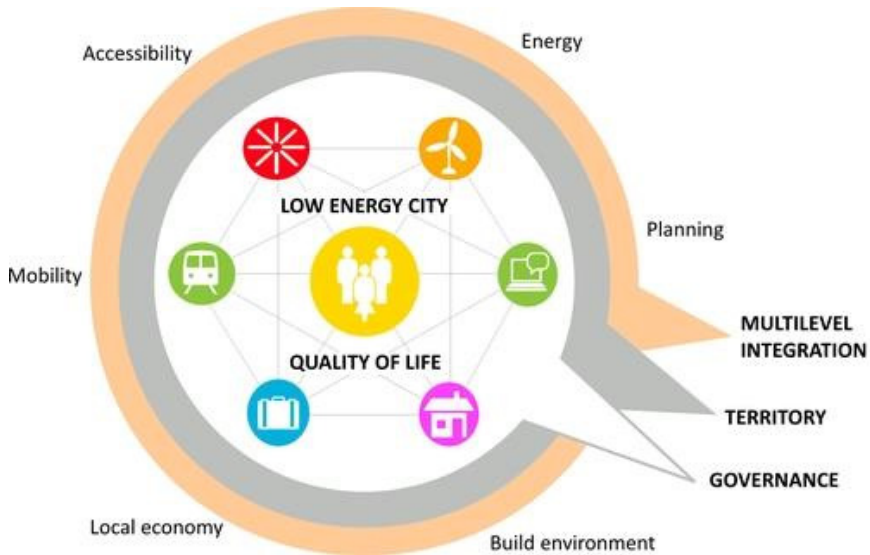 Energy
Accessibility
LOW ENERGY CITY
Planning
Mobility
MULTILEVEL
INTEGRATION
QUALITY OF LIFE
TERRITORY
GOVERNANCE
Local economy
Build environment